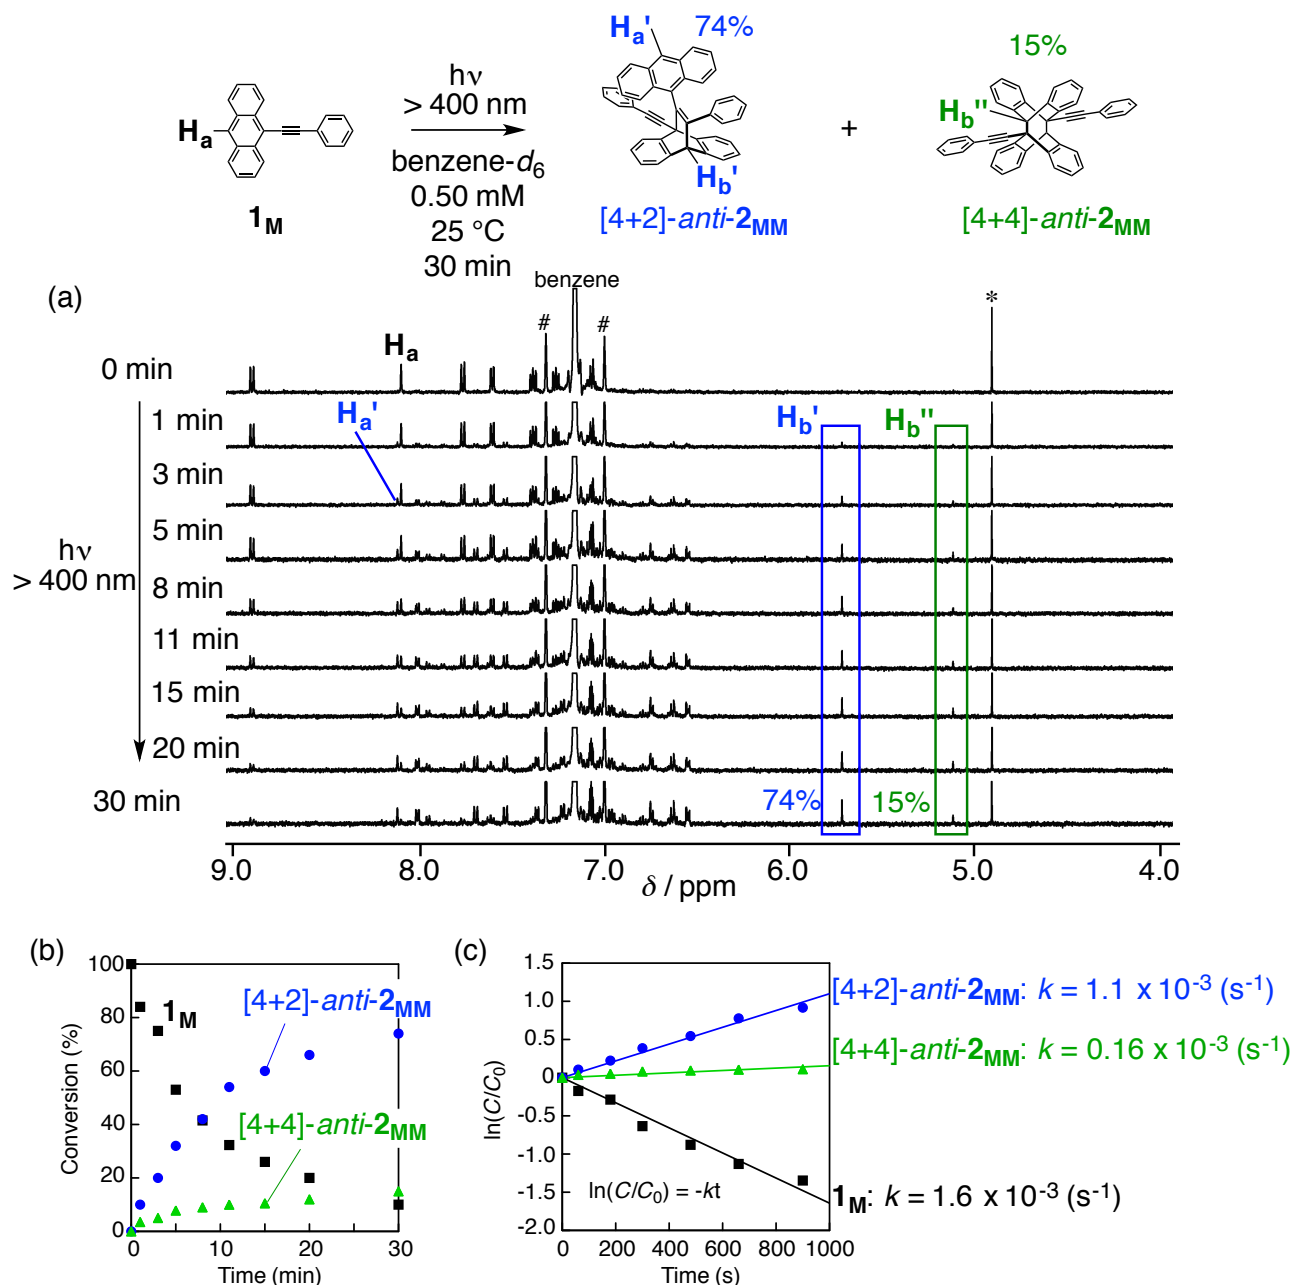 Ha' 74%
15%
hν
> 400 nm
Ha
Hb''
+
benzene-d6
0.50 mM
25 °C
30 min
Hb'
1M
[4+2]-anti-2MM
[4+4]-anti-2MM
(a)
benzene
*
# #
Ha
0 min
1 min
Ha'
Hb' Hb''
3 min
5 min
hν
> 400 nm
8 min
11 min
15 min
20 min
30 min
74% 15%
9.0 8.0 7.0 6.0 5.0 4.0
δ / ppm
(b)
100
80
60
40
20
0
Conversion (%)
1M
[4+2]-anti-2MM
[4+4]-anti-2MM
0 10 20 30
Time (min)
(c)
1.5
1.0
0.5
0
-0.5
-1.0
-1.5
-2.0
ln(C/C0)
ln(C/C0) = -kt
0 200 400 600 800 1000
Time (s)
[4+2]-anti-2MM: k = 1.1 x 10-3 (s-1)
[4+4]-anti-2MM: k = 0.16 x 10-3 (s-1)
1M: k = 1.6 x 10-3 (s-1)